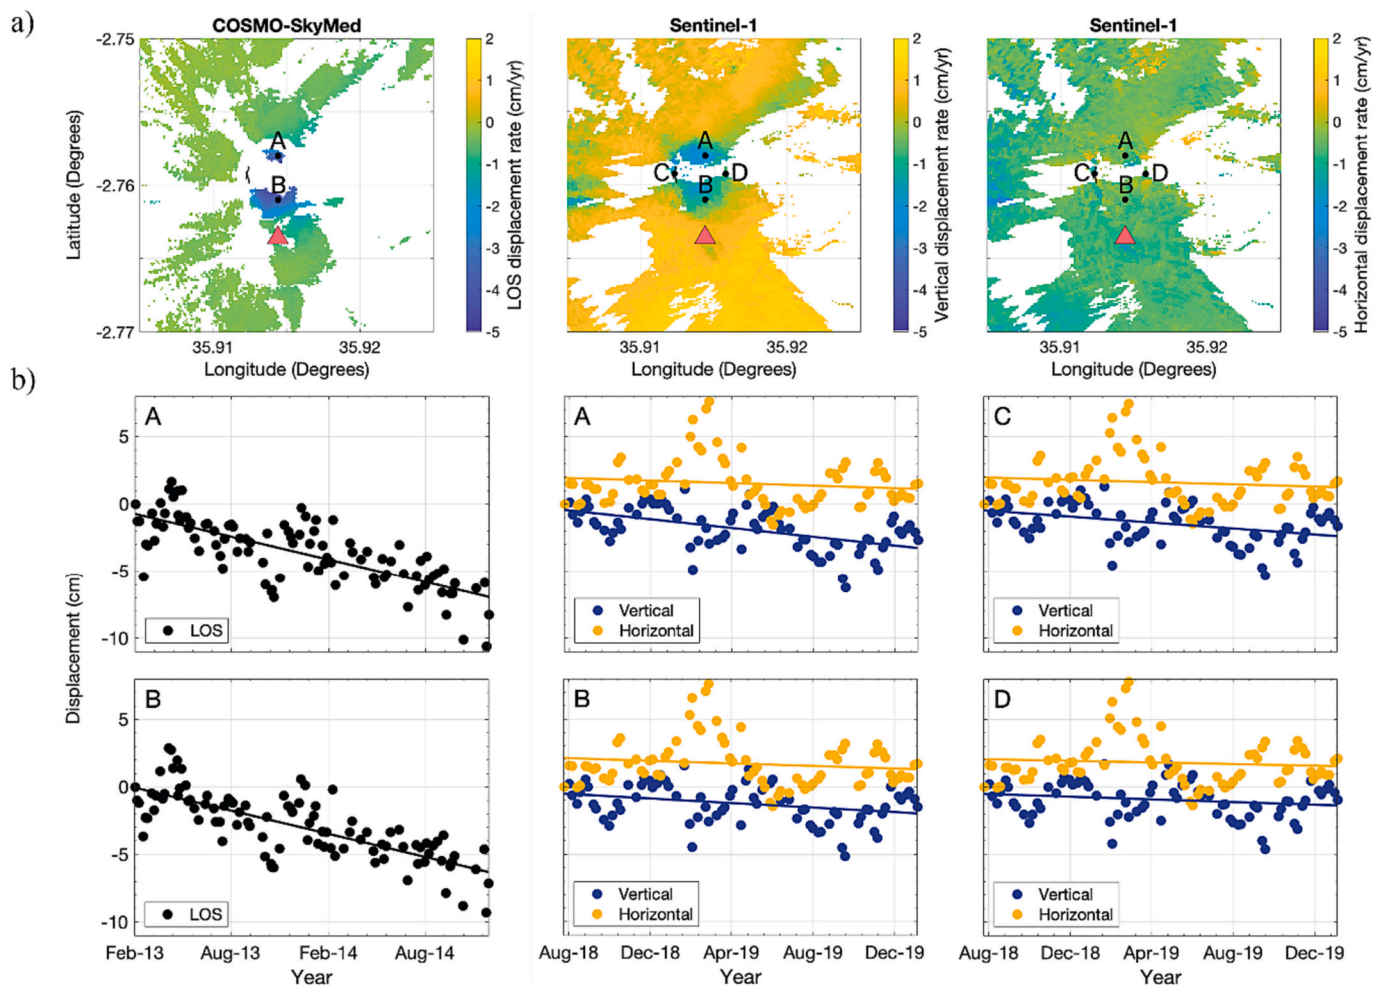 a)
COSMO-SkyMed
Sentinel-1
Sentinel-1
-2.75
-2.76
-2.77
Latitude (Degrees)
A
B
35.91
35.92
Longitude (Degrees)
2
1
0
-1
-2
-3
-4
-5
LOS displacement rate (cm/yr)
A
C
D
B
35.91
35.92
Longitude (Degrees)
2
1
0
-1
-2
-3
-4
-5
Vertical displacement rate (cm/yr)
A
C
D
B
35.91
35.92
Longitude (Degrees)
2
1
0
-1
-2
-3
-4
-5
Horizontal displacement rate (cm/yr)
b)
Displacement (cm)
A
5
0
-5
-10
LOS
A
Vertical
Horizontal
C
Vertical
Horizontal
B
5
0
-5
-10
LOS
Feb-13
Aug-13
Feb-14
Aug-14
Year
B
Vertical
Horizontal
Aug-18
Dec-18
Apr-19
Aug-19
Dec-19
Year
D
Vertical
Horizontal
Aug-18
Dec-18
Apr-19
Aug-19
Dec-19
Year